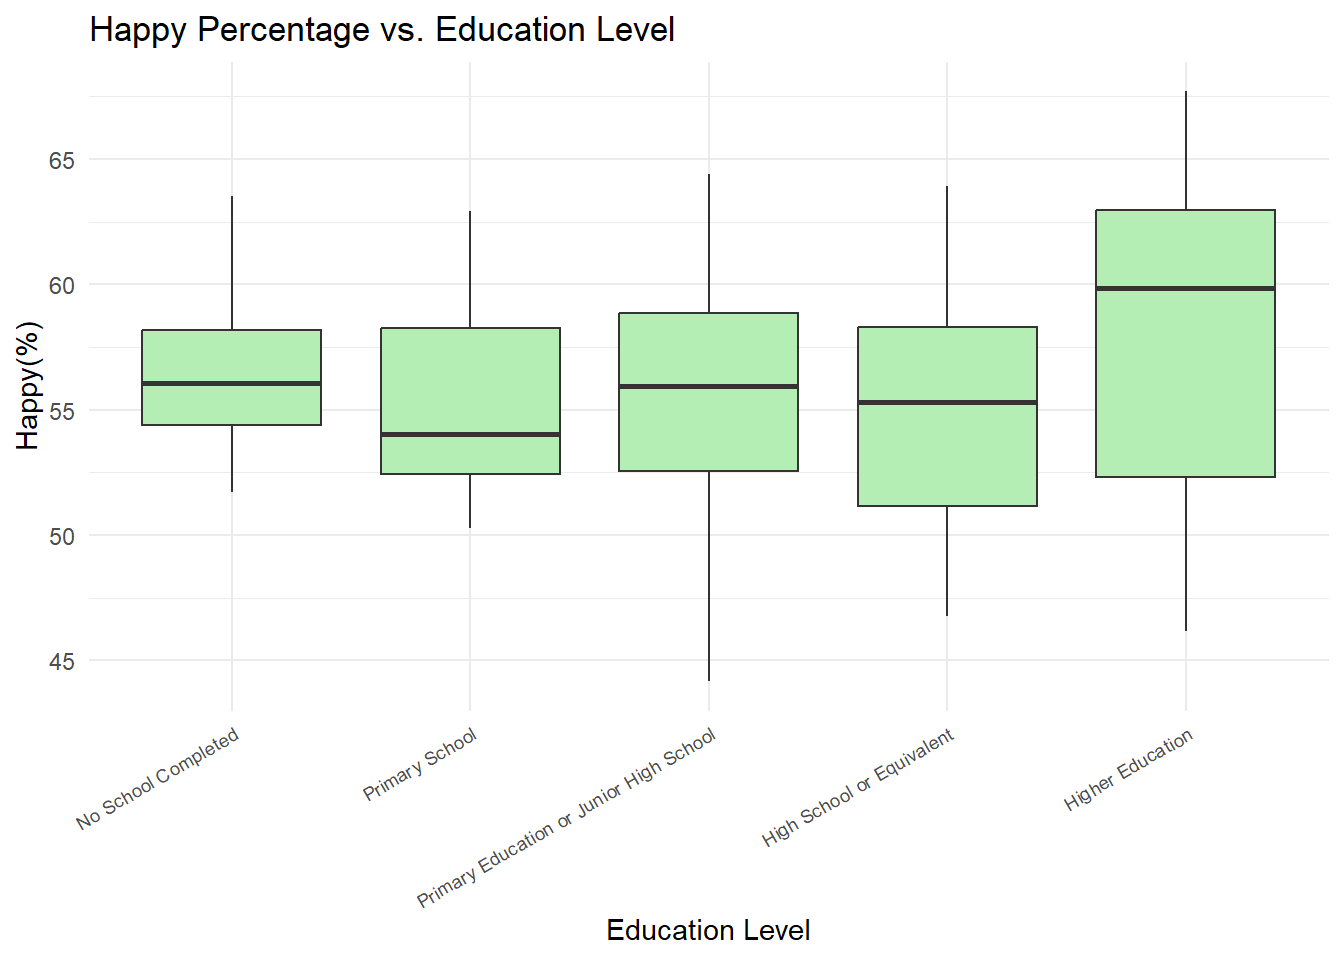 Happy Percentage vs. Education Level
Happy(%)
65
60
55
50
45
No School Completed
Primary School
Primary Education or Junior High School
High School or Equivalent
Higher Education
Education Level